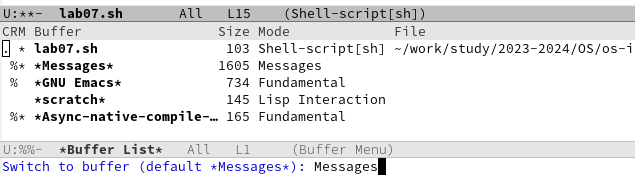 U:**-  lab07.sh       All   L15    (Shell-script[sh])
CRM Buffer                 Size Mode             File
.  * lab07.sh               103 Shell-script[sh] ~/work/study/2023-2024/OS/os-i
 %* *Messages*             1605 Messages
 %  *GNU Emacs*             734 Fundamental
    *scratch*               145 Lisp Interaction
 %* *Async-native-compile-… 165 Fundamental
U:%%-  *Buffer List*   All   L1     (Buffer Menu)
Switch to buffer (default *Messages*): Messages